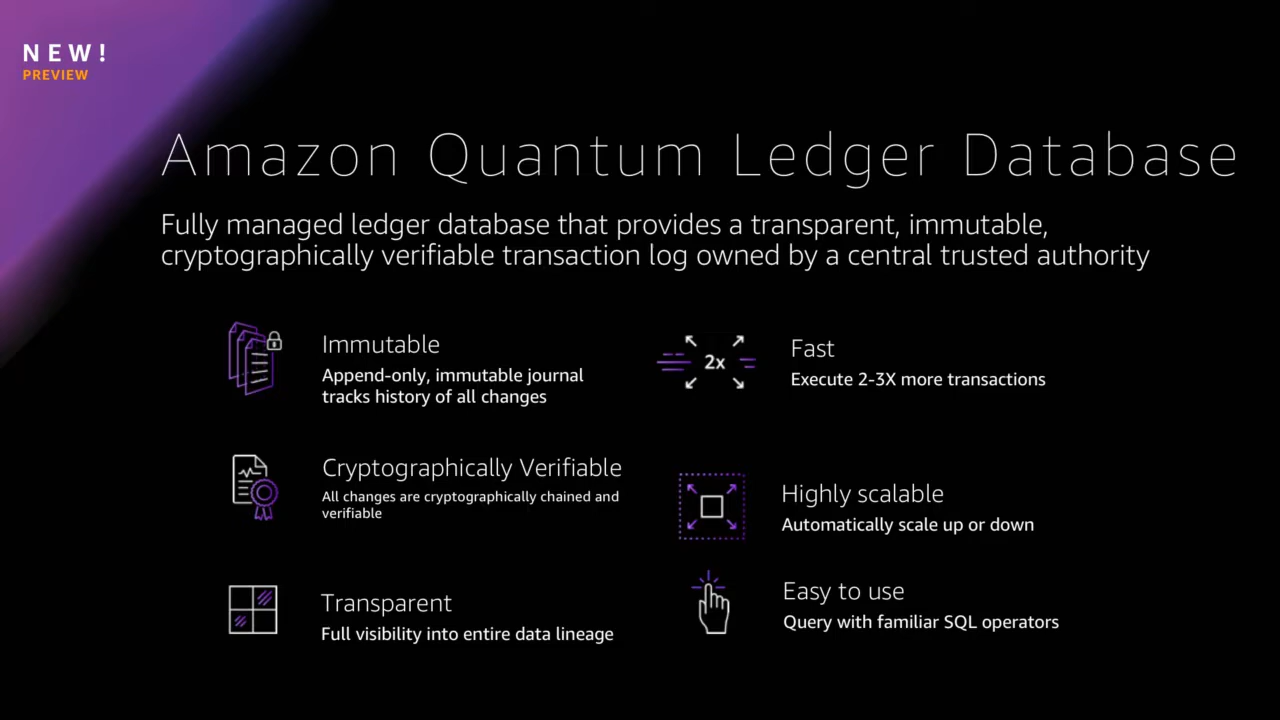 NEW!
PREVIEW
Amazon Quantum Ledger Database
Fully managed ledger database that provides a transparent, immutable,
cryptographically verifiable transaction log owned by a central trusted authority
Immutable
Append-only, immutable journal
tracks history of all changes
2x
Fast
Execute 2-3X more transactions
Cryptographically Verifiable
All changes are cryptographically chained and
verifiable
Highly scalable
Automatically scale up or down
Transparent
Full visibility into entire data lineage
Easy to use
Query with familiar SQL operators